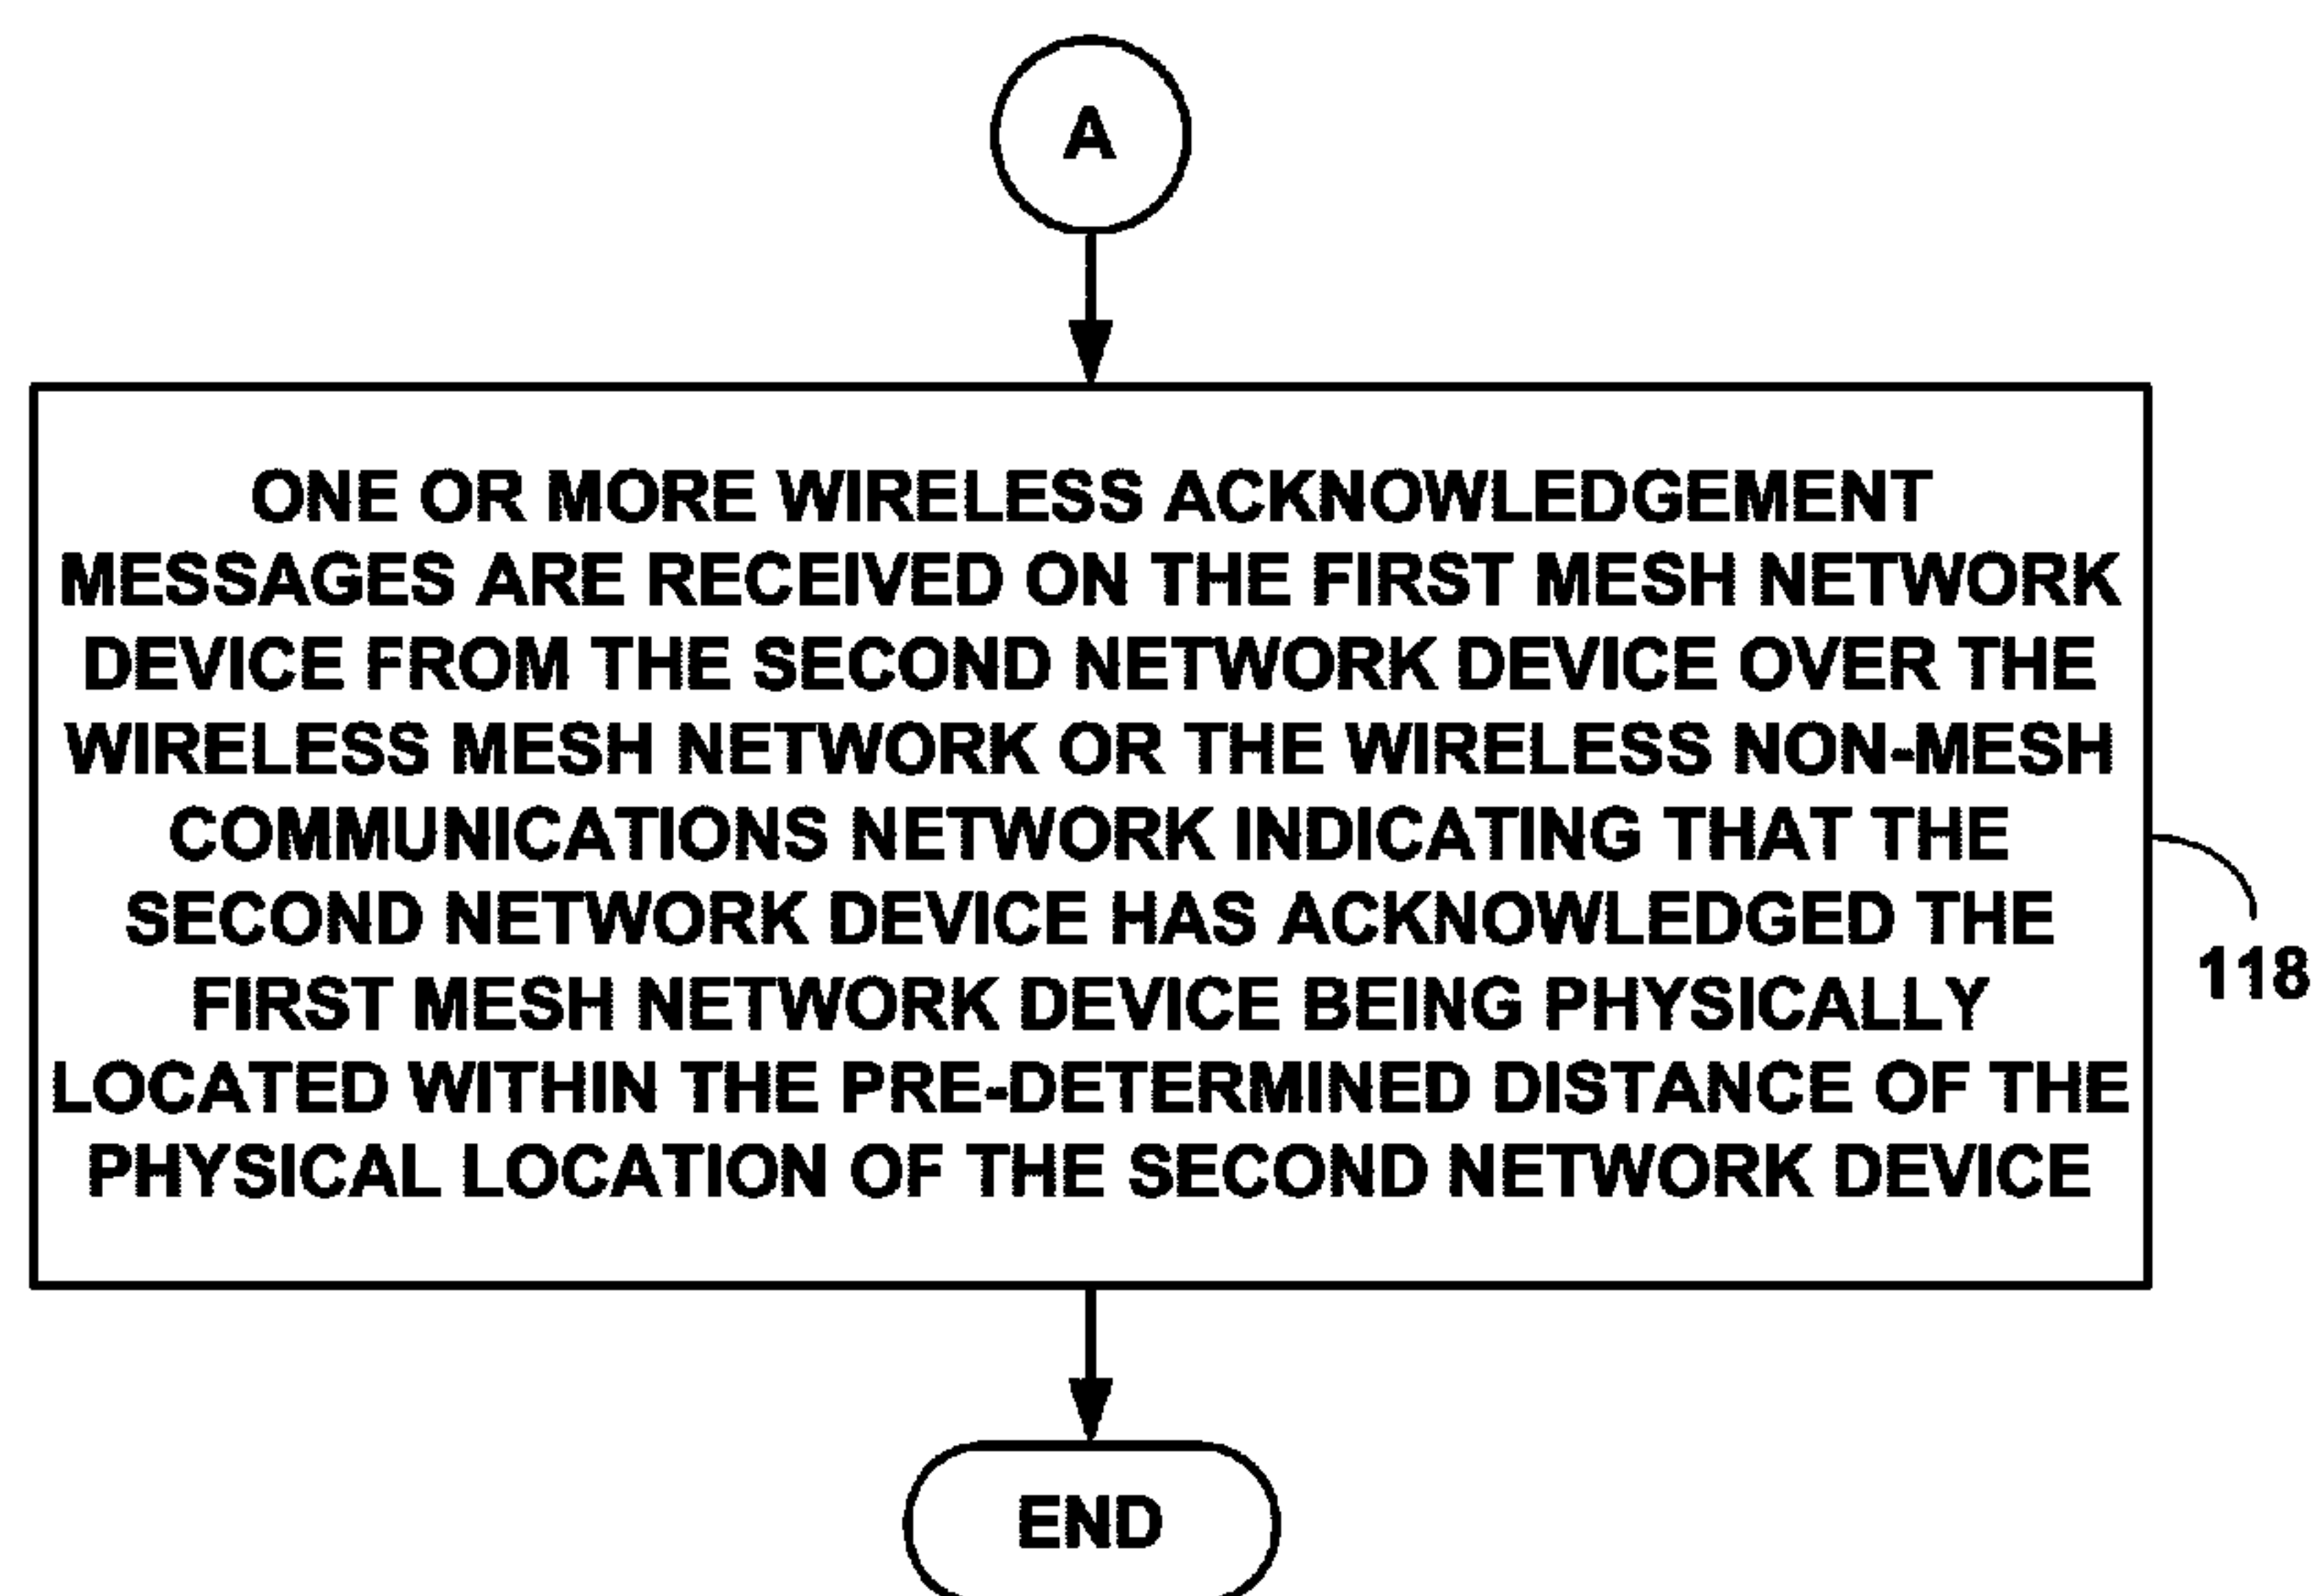 A
ONE OR MORE WIRELESS ACKNOWLEDGEMENT
MESSAGES ARE RECEIVED ON THE FIRST MESH NETWORK
DEVICE FROM THE SECOND NETWORK DEVICE OVER THE
WIRELESS MESH NETWORK OR THE WIRELESS NON-MESH
COMMUNICATIONS NETWORK INDICATING THAT THE
SECOND NETWORK DEVICE HAS ACKNOWLEDGED THE
FIRST MESH NETWORK DEVICE BEING PHYSICALLY
LOCATED WITHIN THE PRE-DETERMINED DISTANCE OF THE
PHYSICAL LOCATION OF THE SECOND NETWORK DEVICE
118
END